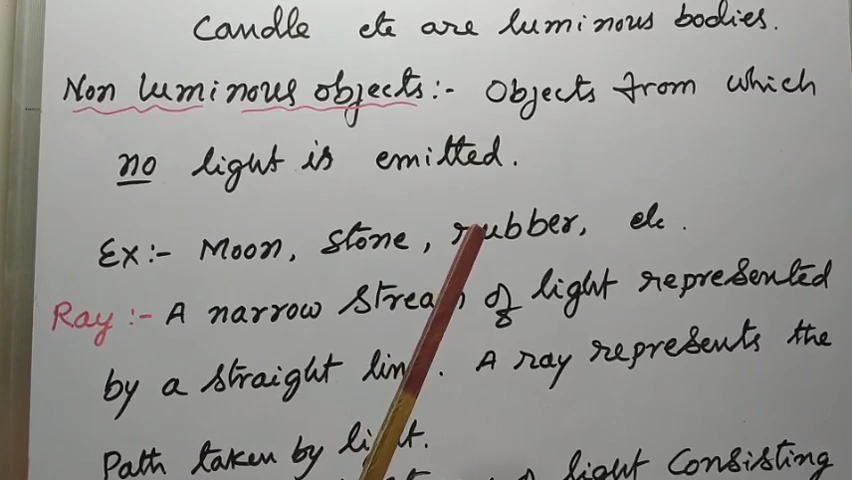 Candle etc are luminous bodies.
Non luminous objects:- Objects from which
no light is emitted.
Ex:- Moon, stone, rubber, etc.
Ray:- A narrow stream of light represented
by a straight line. A ray represents the
Path taken by light.
of light consisting